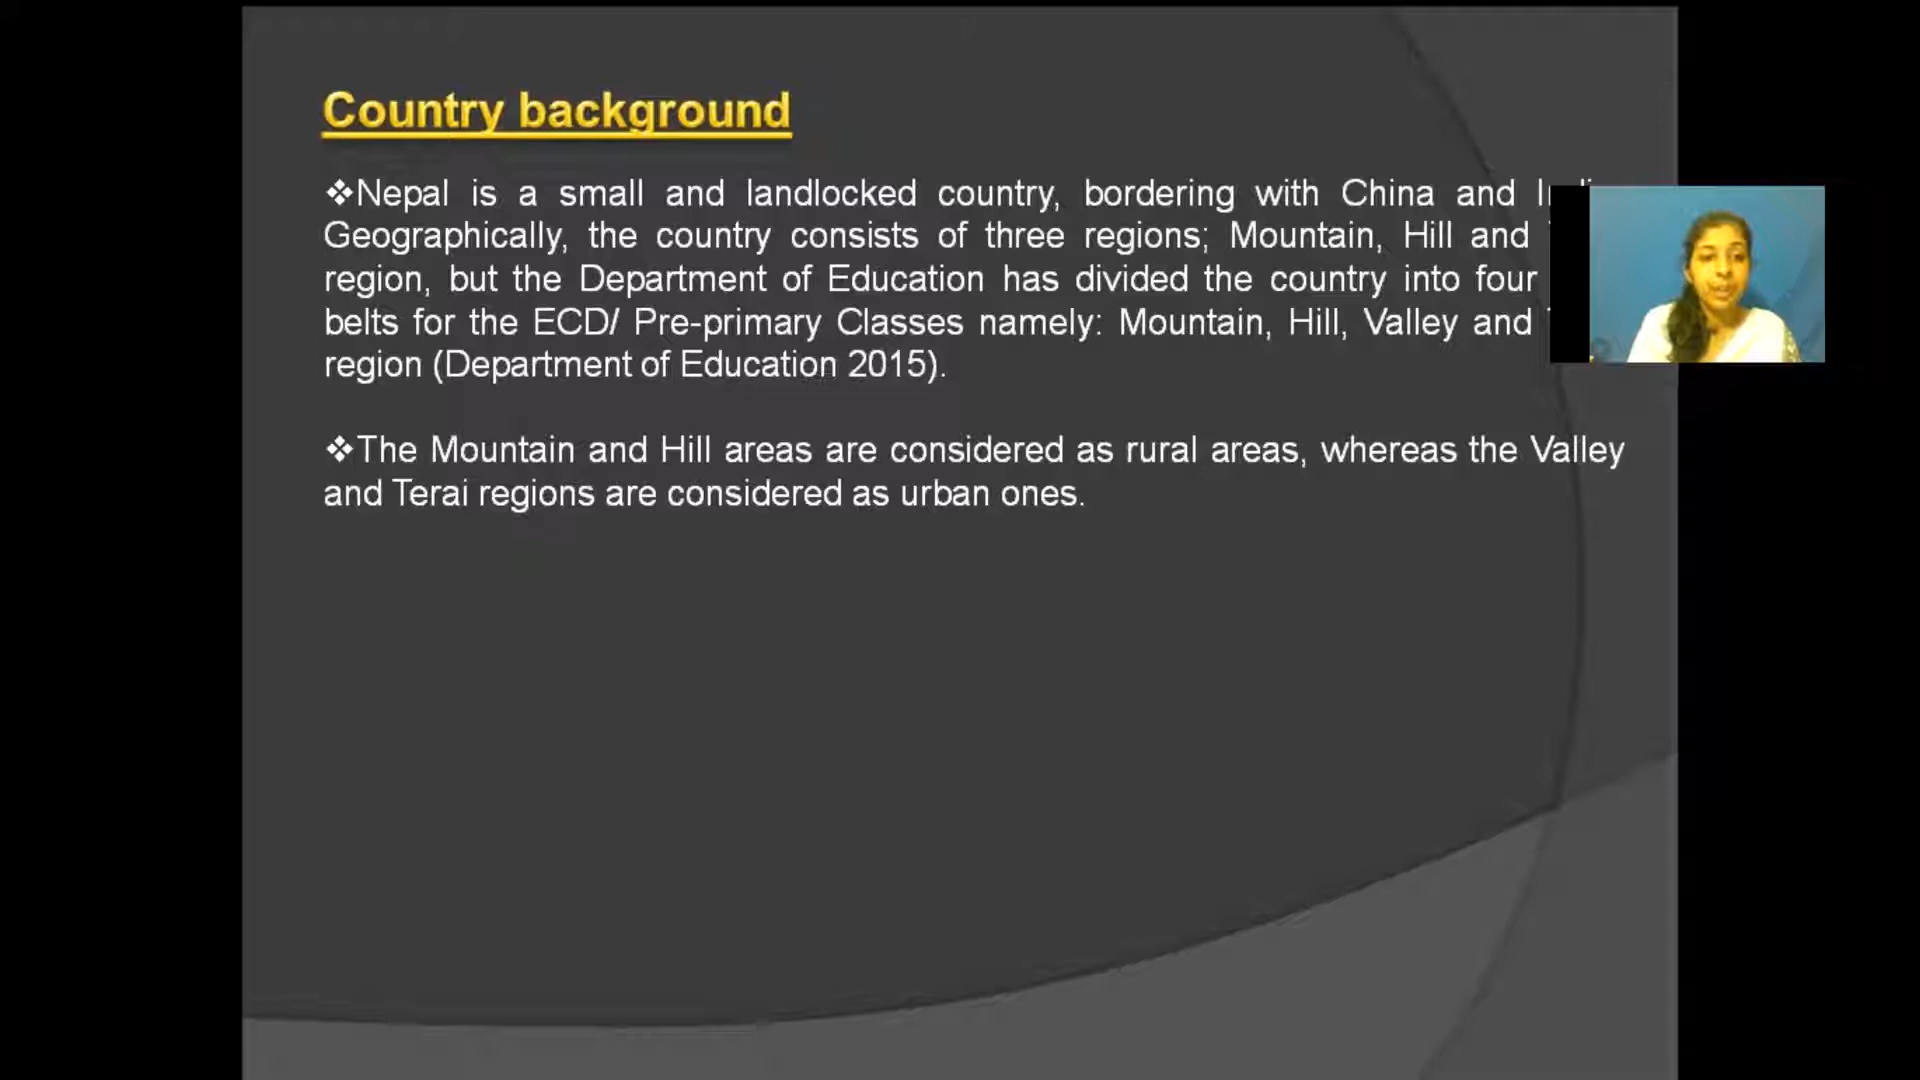 Country background
❖Nepal is a small and landlocked country, bordering with China and
Geographically, the country consists of three regions; Mountain, Hill and
region, but the Department of Education has divided the country into four
belts for the ECD/ Pre-primary Classes namely: Mountain, Hill, Valley and
region (Department of Education 2015).
❖The Mountain and Hill areas are considered as rural areas, whereas the Valley
and Terai regions are considered as urban ones.